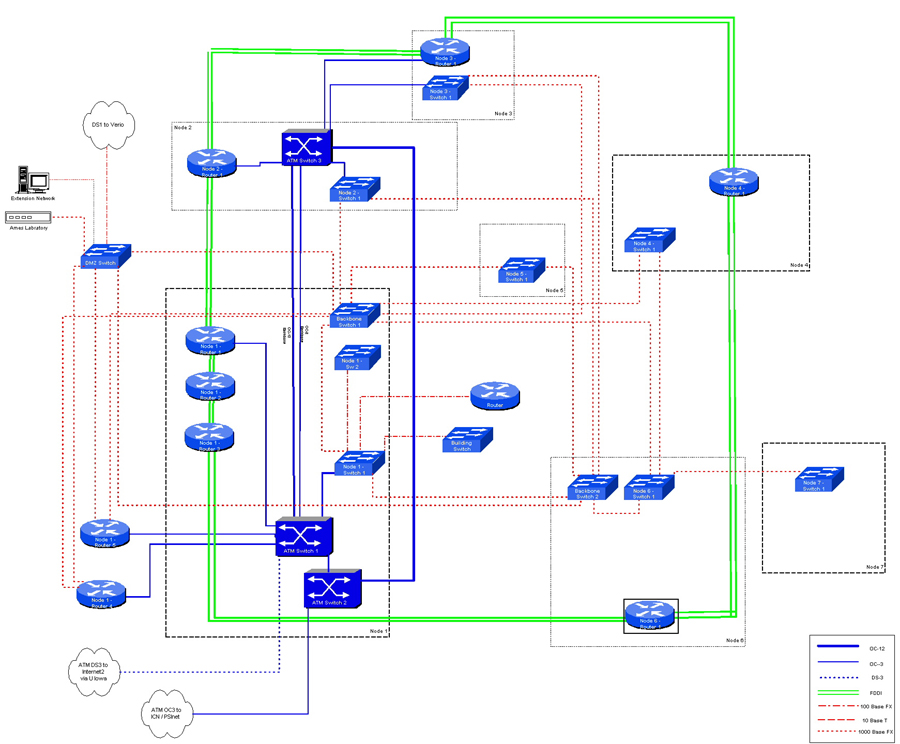 Node 3 -
Router 1
Node 3 -
Switch 1
Node 3
DS1 to Verio
Node 2
ATM Switch 3
Node 2 -
Router 1
Node 2 -
Switch 1
Extension Network
Ames Labratory
DMZ Switch
Node 4 -
Router 1
Node 4 -
Switch 1
Node 4
Node 5 -
Switch 1
Node 5
Backbone
Switch 1
Node 1 -
Router 1
Node 1 -
Sw 2
Node 1 -
Router 2
Router
Node 1 -
Router 3
Building
Switch
Node 1 -
Switch 1
Backbone
Switch 2
Node 6 -
Switch 1
Node 7 -
Switch 1
Node 1 -
Router 5
ATM Switch 1
Node 1 -
Router 4
ATM Switch 2
Node 7
Node 6 -
Router 1
Node 1
Node 6
ATM DS3 to
Internet2
via U Iowa
ATM OC3 to
ICN / PSInet
OC-12
OC-3
DS-3
FDDI
100 Base FX
10 Base T
1000 Base FX